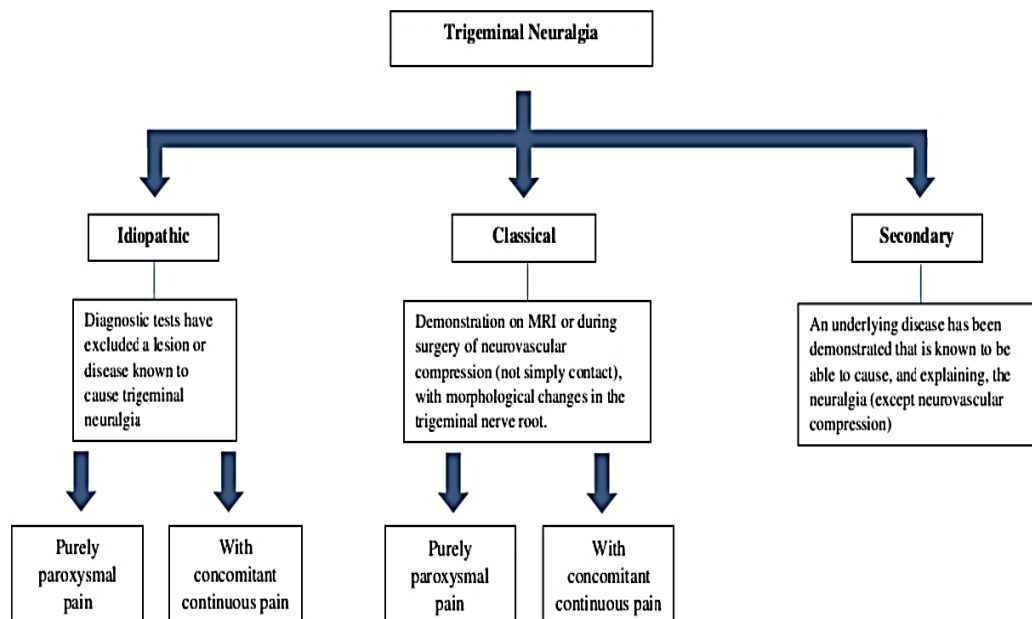 Trigeminal Neuralgia
Idiopathic
Classical
Secondary
Diagnostic tests have
excluded a lesion or
disease known to
cause trigeminal
neuralgia
Demonstration on MRI or during
surgery of neurovascular
compression (not simply contact),
with morphological changes in the
trigeminal nerve root.
An underlying disease has been
demonstrated that is known to be
able to cause, and explaining, the
neuralgia (except neurovascular
compression)
Purely
paroxysmal
pain
With
concomitant
continuous pain
Purely
paroxysmal
pain
With
concomitant
continuous pain